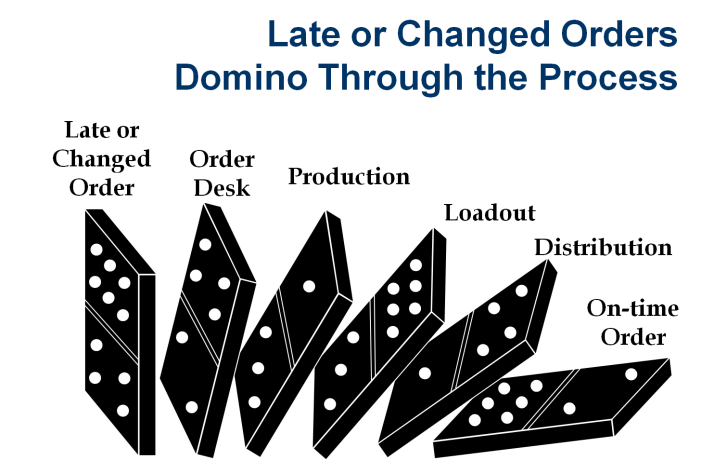 Late or Changed Orders
Domino Through the Process
Late or
Changed
Order
Order
Desk
Production
Loadout
Distribution
On-time
Order